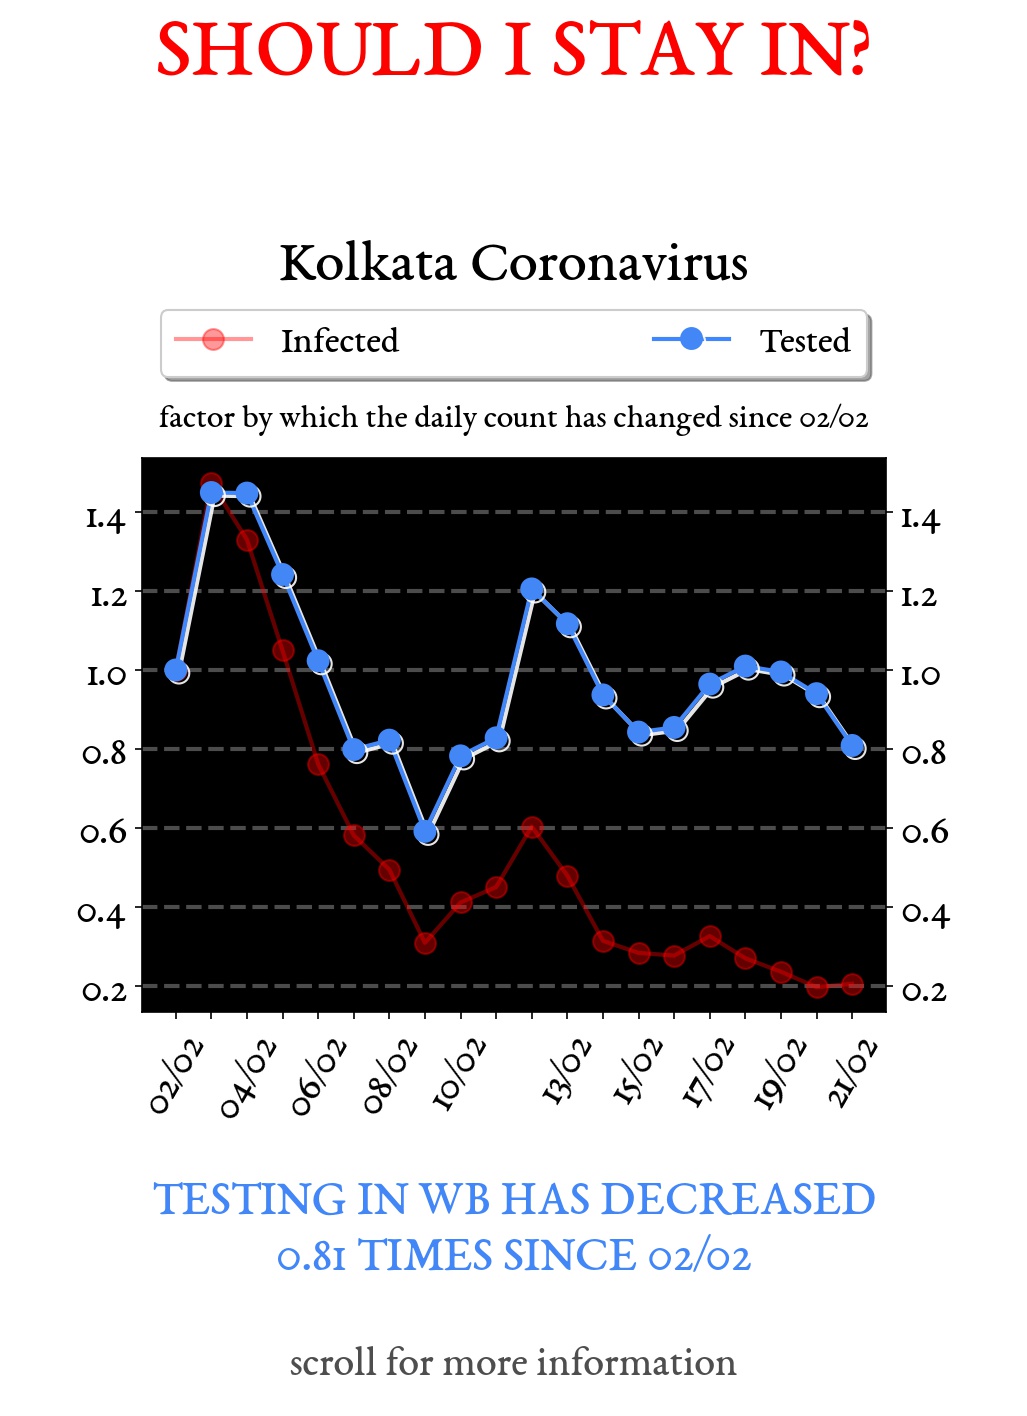 SHOULD I STAY IN?
Kolkata Coronavirus
Infected Tested
factor by which the daily count has changed since 02/02
1.4 1.4
1.2 1.2
1.0 1.0
0.8 0.8
0.6 0.6
0.4 0.4
0.2 0.2
02/02 04/02 06/02 08/02 10/02 13/02 15/02 17/02 19/02 21/02
TESTING IN WB HAS DECREASED
0.81 TIMES SINCE 02/02
scroll for more information